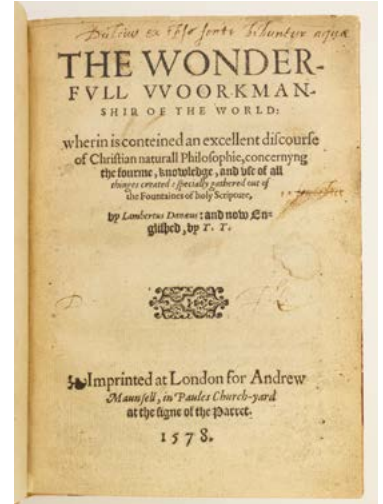 Dulcius ex ipso fonte bibuntur aquæ
THE WONDER-
FVLL VVOORKMAN-
SHIP OF THE WORLD:
wherin is conteined an excellent discourse
of Christian naturall Philosophie, concernyng
the fourme, knowledge, and vse of all
thinges created: specially gathered out of
the Fountaines of holy Scripture,
by Lambertus Danæus: and now En-
glished, by T. T.
Imprinted at London for Andrew
Maunsell, in Paules Church-yard
at the signe of the Parret.
1578.